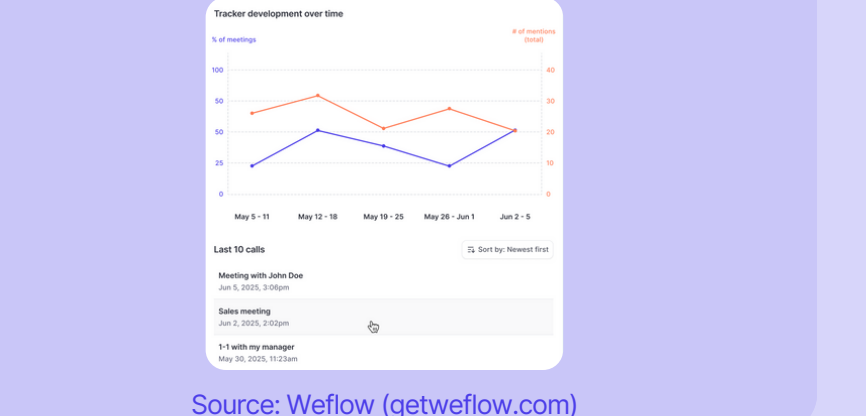 Tracker development over time
% of meetings
# of mentions
(total)
100 40
50 30
50 20
25 10
0 0
May 5 - 11 May 12 - 18 May 19 - 25 May 26 - Jun 1 Jun 2 - 5
Last 10 calls Sort by: Newest first
Meeting with John Doe
Jun 5, 2025, 3:06pm
Sales meeting
Jun 2, 2025, 2:02pm
1-1 with my manager
May 30, 2025, 11:23am
Source: Weflow (getweflow.com)